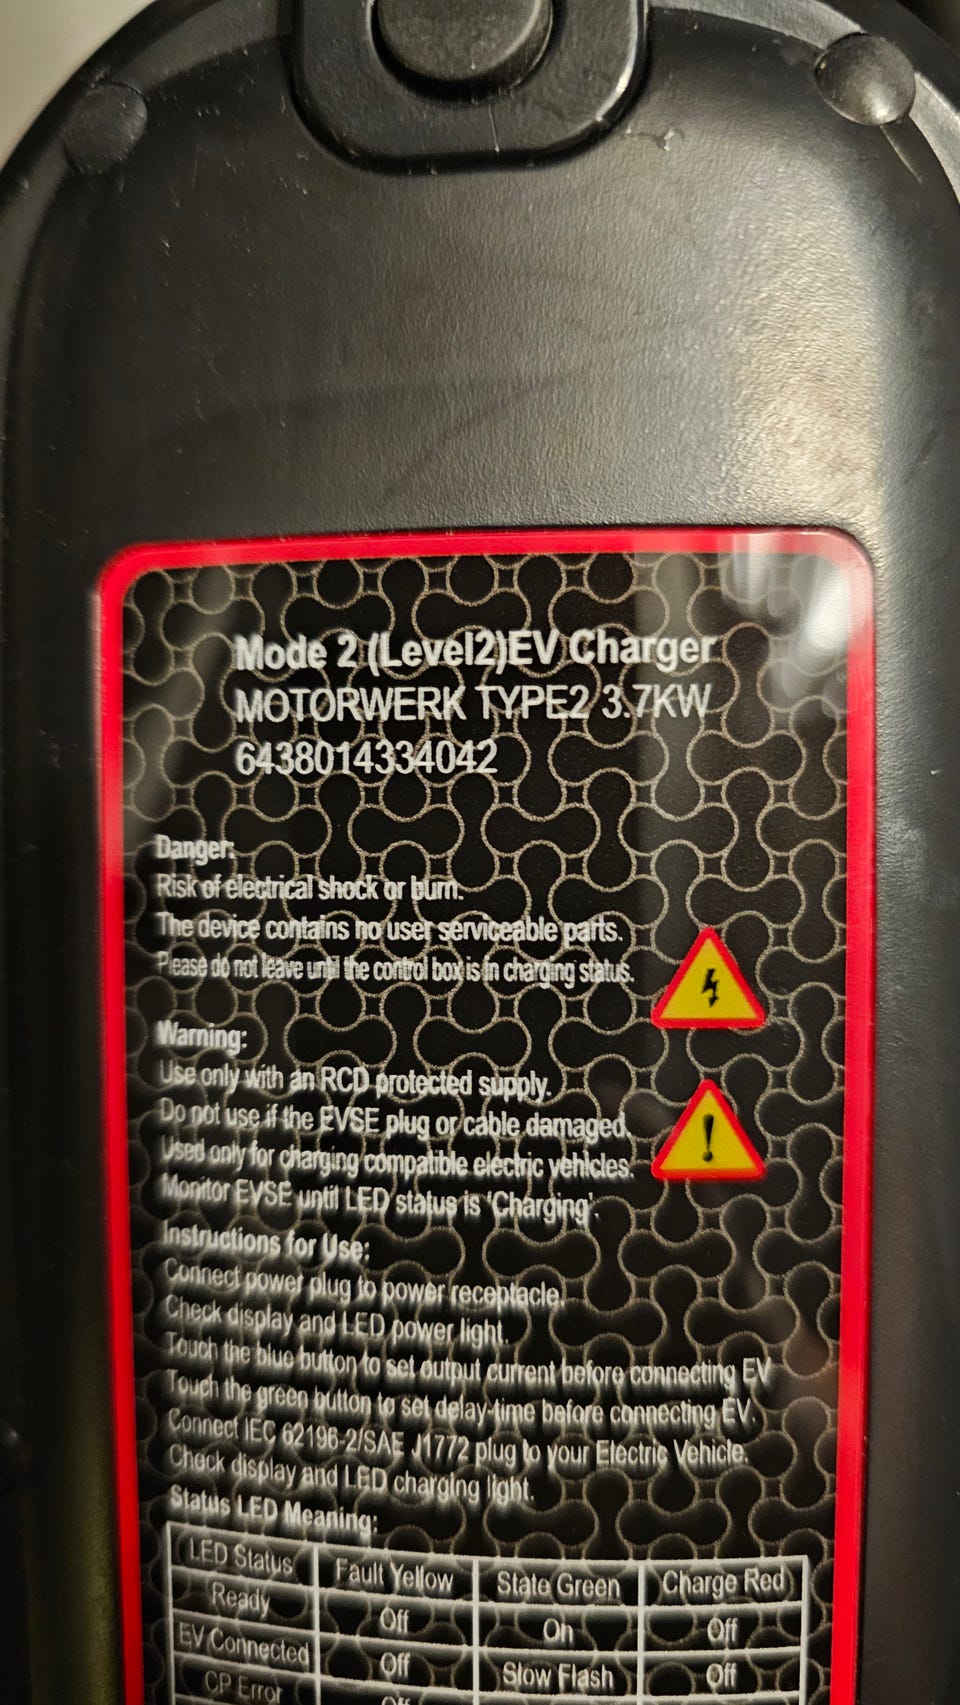 Mode 2 (Level2)EV Charger
MOTORWERK TYPE2 3.7KW
6438014334042
Danger:
Risk of electrical shock or burn.
The device contains no user serviceable parts.
Please do not leave until the control box is in charging status.
Warning:
Use only with an RCD protected supply.
Do not use if the EVSE plug or cable damaged.
Used only for charging compatible electric vehicles.
Monitor EVSE until LED status is 'Charging'.
Instructions for Use:
Connect power plug to power receptacle.
Check display and LED power light.
Touch the blue button to set output current before connecting EV
Touch the green button to set delay-time before connecting EV.
Connect IEC 62196-2/SAE J1772 plug to your Electric Vehicle.
Check display and LED charging light.
Status LED Meaning:
LED Status Fault Yellow State Green Charge Red
Ready Off On Off
EV Connected Off Slow Flash Off
CP Error Off